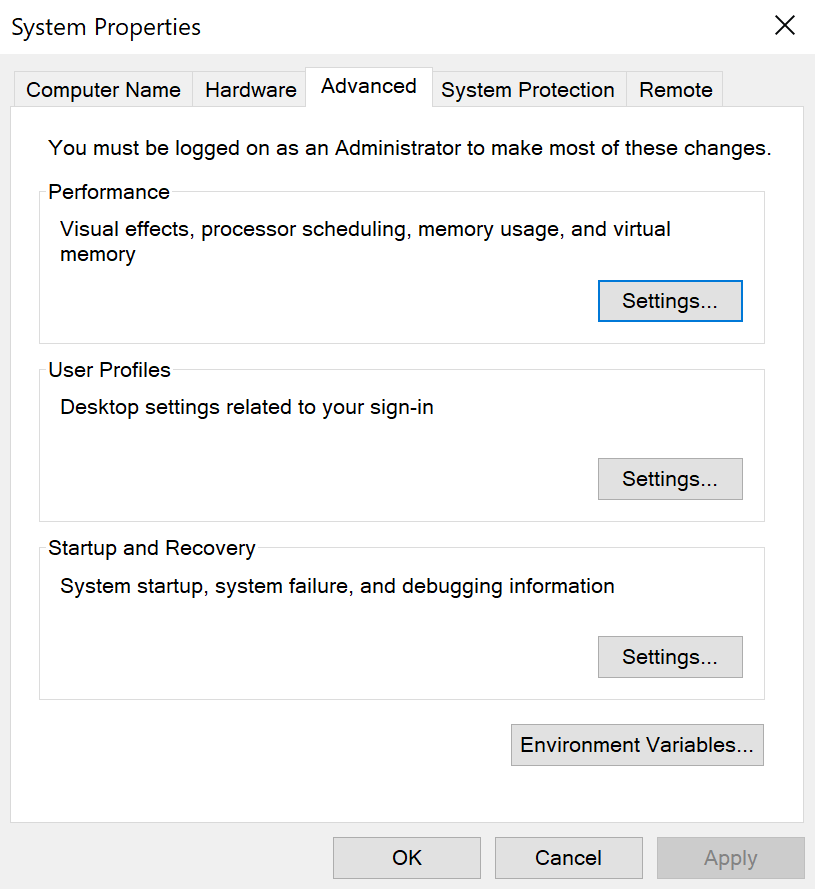 System Properties
Computer Name
Hardware
Advanced
System Protection
Remote
You must be logged on as an Administrator to make most of these changes.
Performance
Visual effects, processor scheduling, memory usage, and virtual
memory
Settings...
User Profiles
Desktop settings related to your sign-in
Settings...
Startup and Recovery
System startup, system failure, and debugging information
Settings...
Environment Variables...
OK
Cancel
Apply